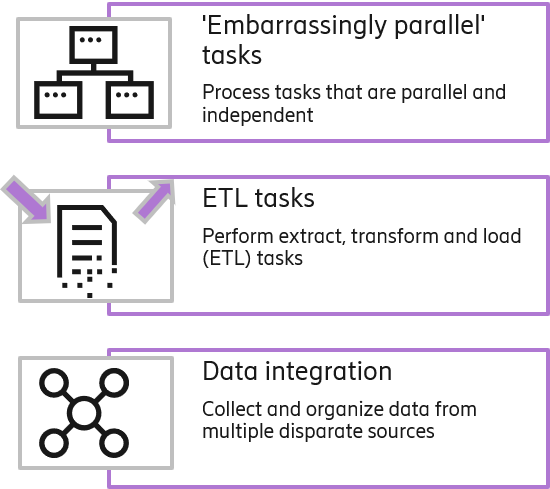 'Embarrassingly parallel'
tasks
Process tasks that are parallel and
independent
ETL tasks
Perform extract, transform and load
(ETL) tasks
Data integration
Collect and organize data from
multiple disparate sources